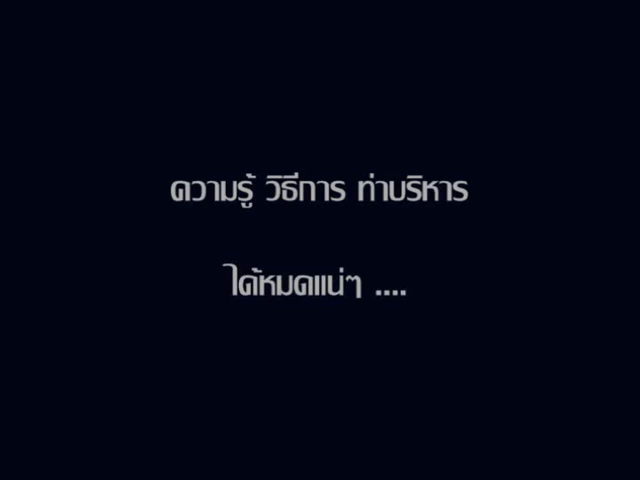 ความรู้ วิธีการ ท่าบริหาร
ได้หมดแน่ๆ ....